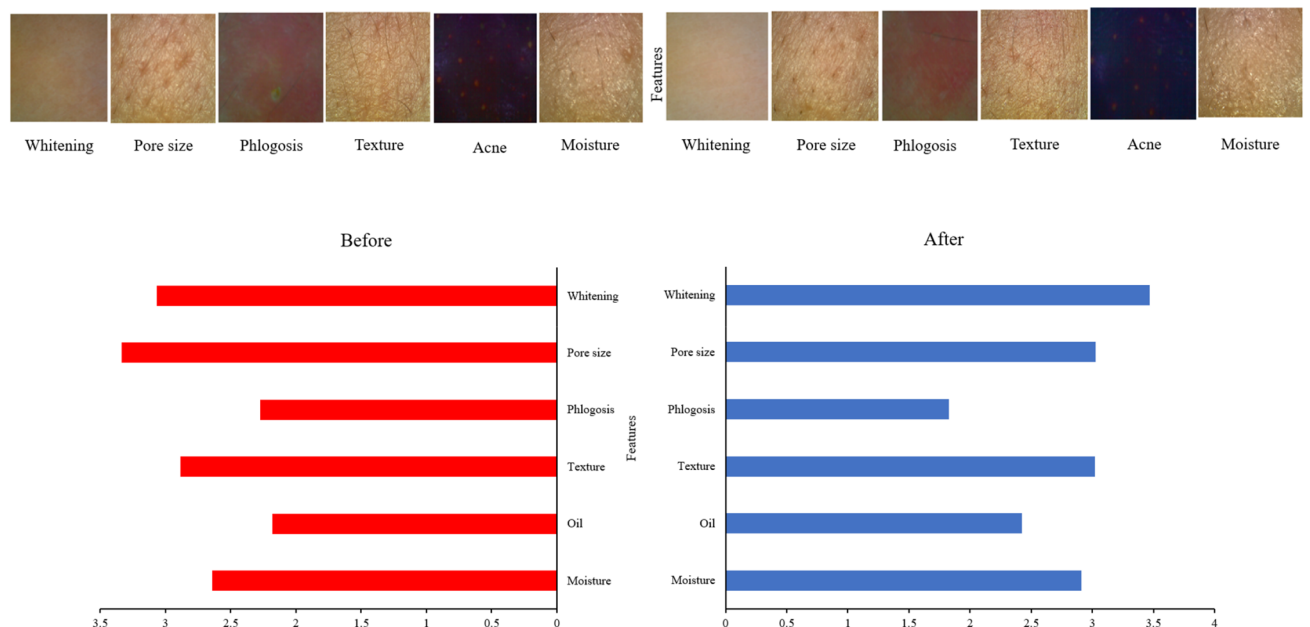 Whitening Pore size Phlogosis Texture Acne Moisture
Features
Whitening Pore size Phlogosis Texture Acne Moisture
Before
Whitening
Pore size
Phlogosis
Texture
Oil
Moisture
3.5 3 2.5 2 1.5 1 0.5 0
Features
After
Whitening
Pore size
Phlogosis
Texture
Oil
Moisture
0 0.5 1 1.5 2 2.5 3 3.5 4